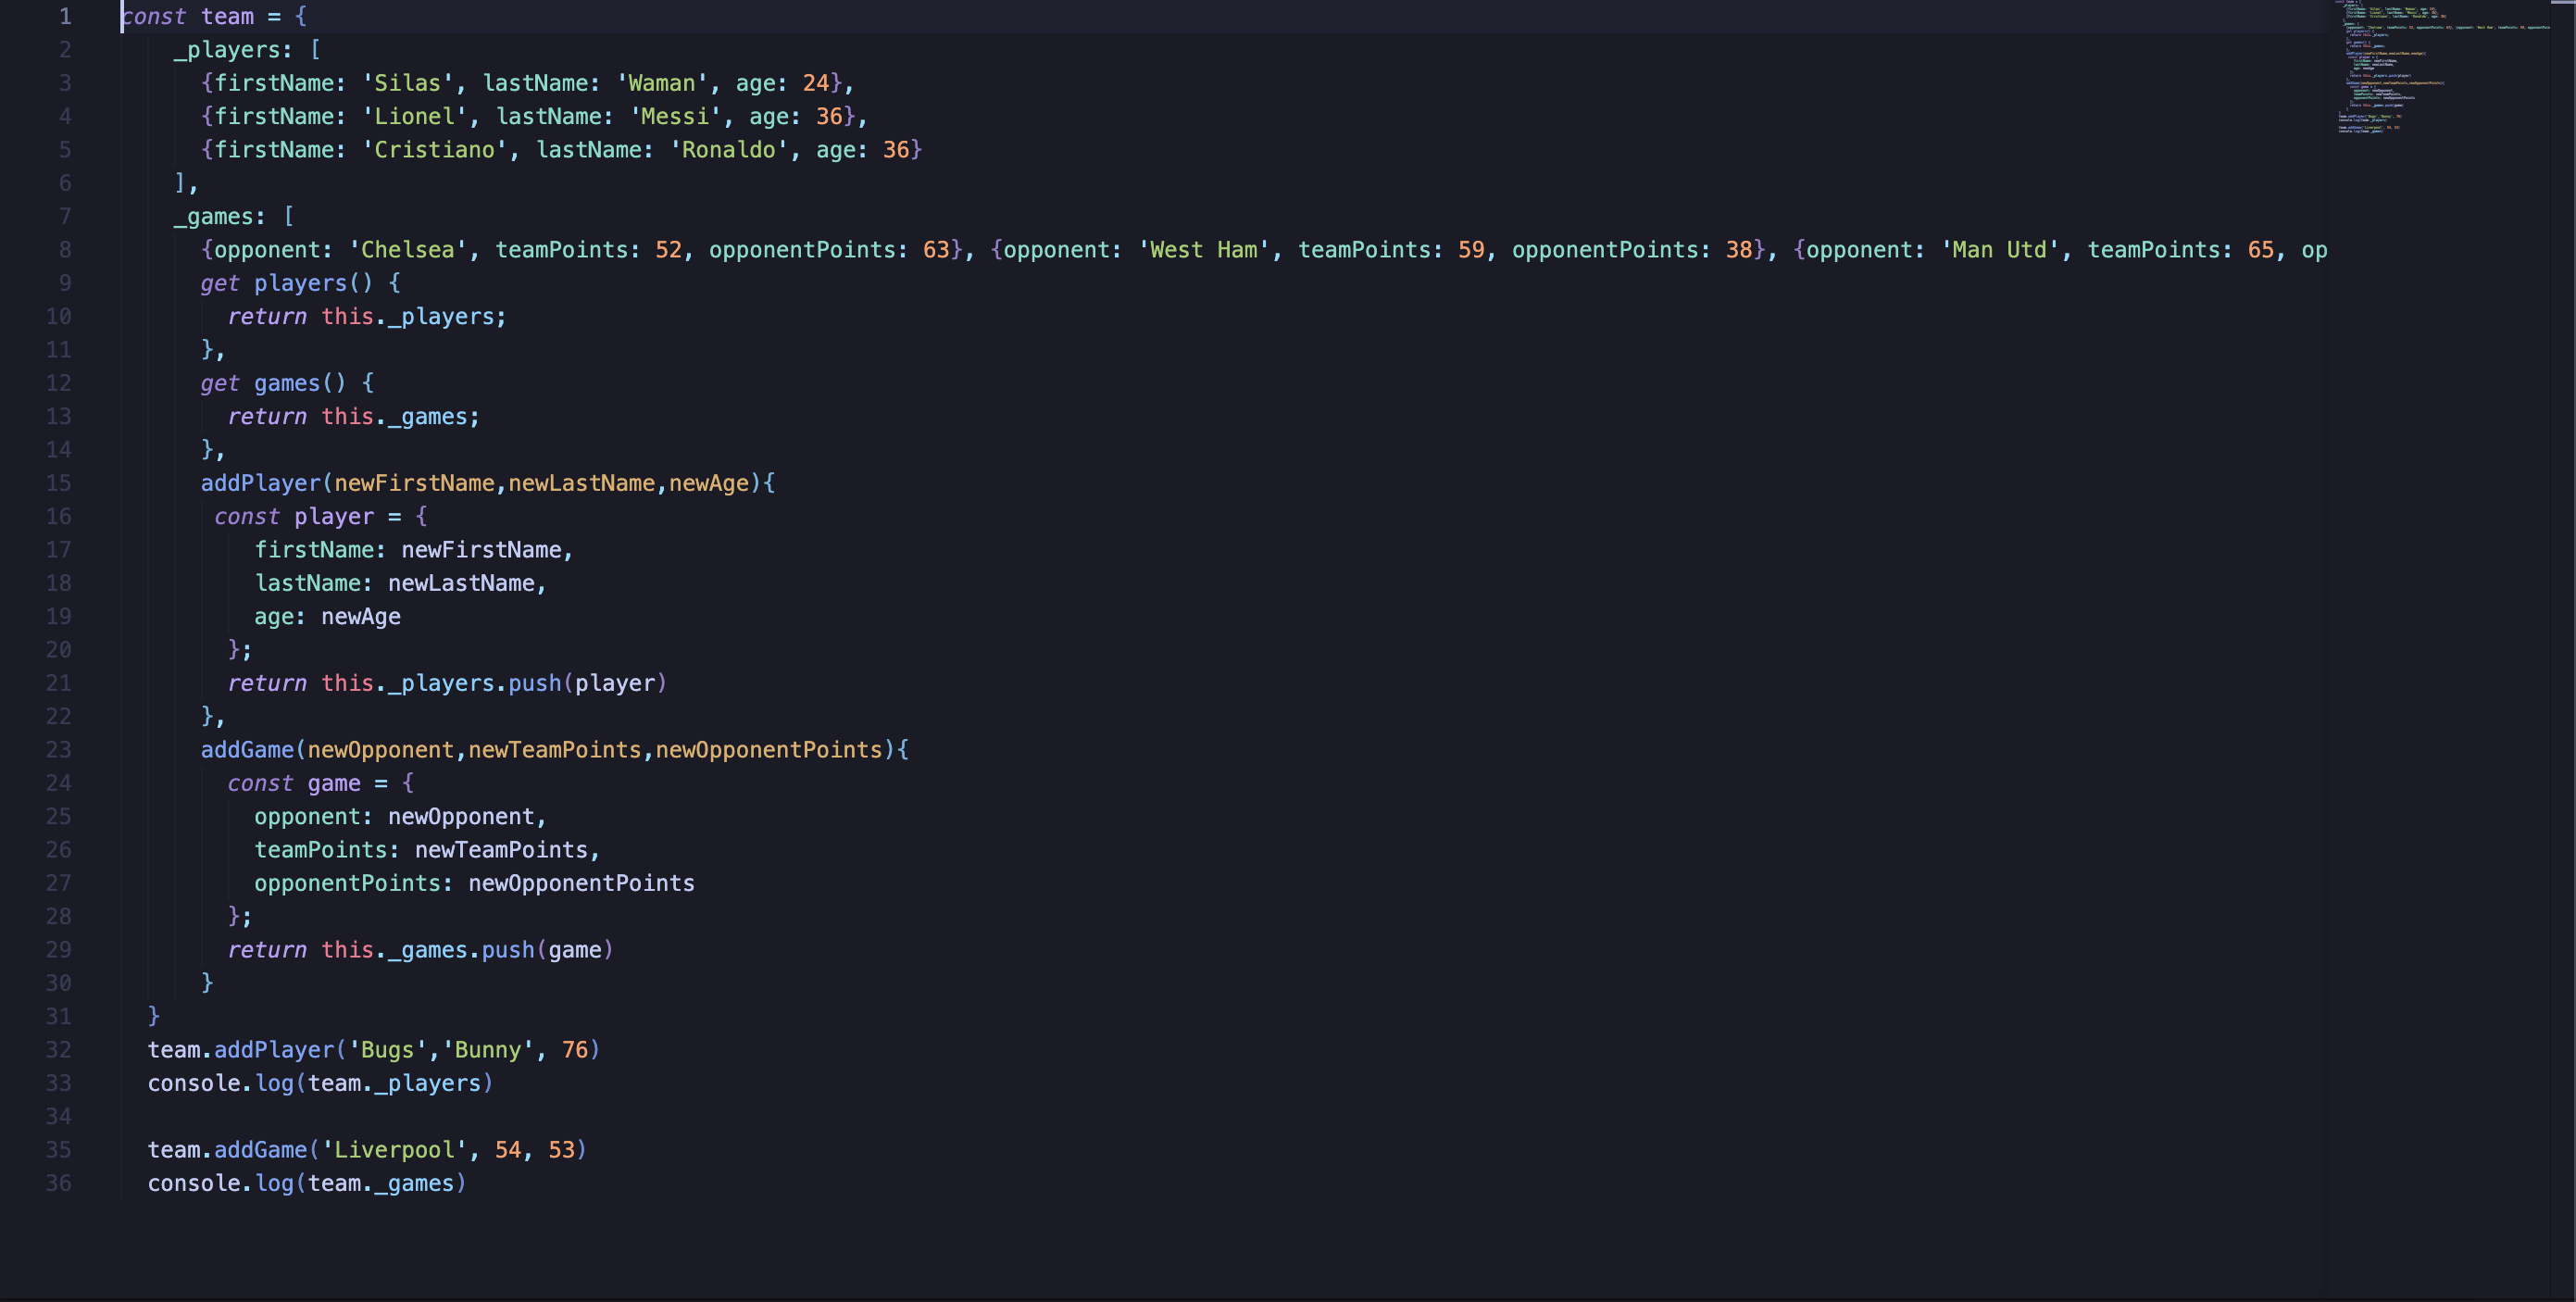 1 const team = {
2 _players: [
3 {firstName: 'Silas', lastName: 'Waman', age: 24},
4 {firstName: 'Lionel', lastName: 'Messi', age: 36},
5 {firstName: 'Cristiano', lastName: 'Ronaldo', age: 36}
6 ],
7 _games: [
8 {opponent: 'Chelsea', teamPoints: 52, opponentPoints: 63}, {opponent: 'West Ham', teamPoints: 59, opponentPoints: 38}, {opponent: 'Man Utd', teamPoints: 65, op
9 get players() {
10 return this._players;
11 },
12 get games() {
13 return this._games;
14 },
15 addPlayer(newFirstName,newLastName,newAge){
16 const player = {
17 firstName: newFirstName,
18 lastName: newLastName,
19 age: newAge
20 };
21 return this._players.push(player)
22 },
23 addGame(newOpponent,newTeamPoints,newOpponentPoints){
24 const game = {
25 opponent: newOpponent,
26 teamPoints: newTeamPoints,
27 opponentPoints: newOpponentPoints
28 };
29 return this._games.push(game)
30 }
31 }
32 team.addPlayer('Bugs','Bunny', 76)
33 console.log(team._players)
34
35 team.addGame('Liverpool', 54, 53)
36 console.log(team._games)